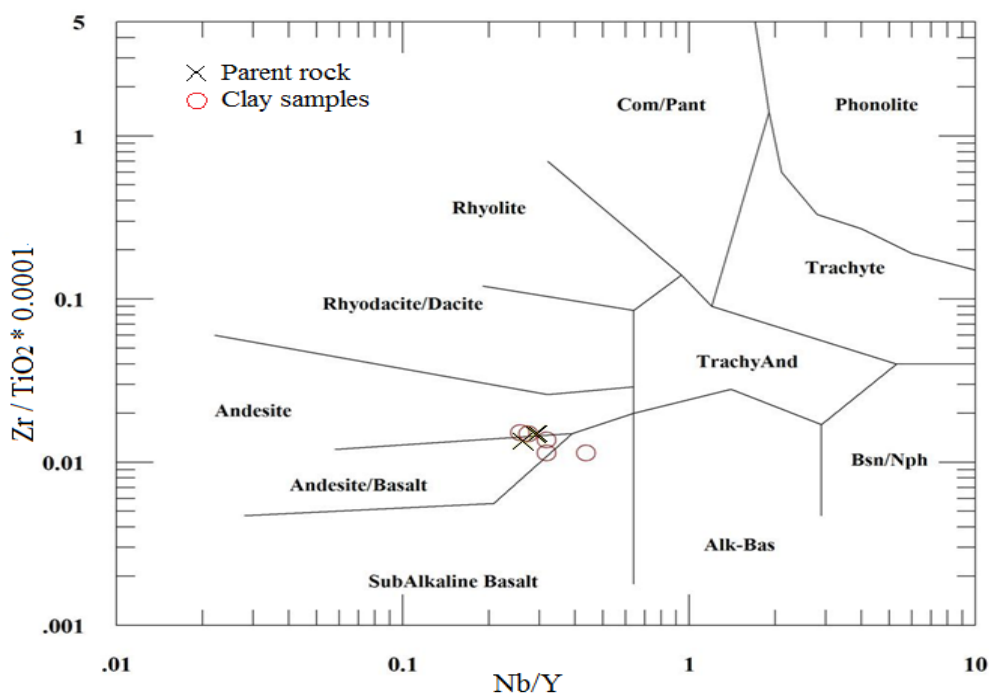 5
Parent rock
Clay samples
Com/Pant
Phonolite
1
Rhyolite
Trachyte
0.1
Rhyodacite/Dacite
TrachyAnd
Andesite
0.01
Bsn/Nph
Andesite/Basalt
Alk-Bas
SubAlkaline Basalt
.001
.01
0.1
1
10
Nb/Y
Zr / TiO₂ * 0.0001